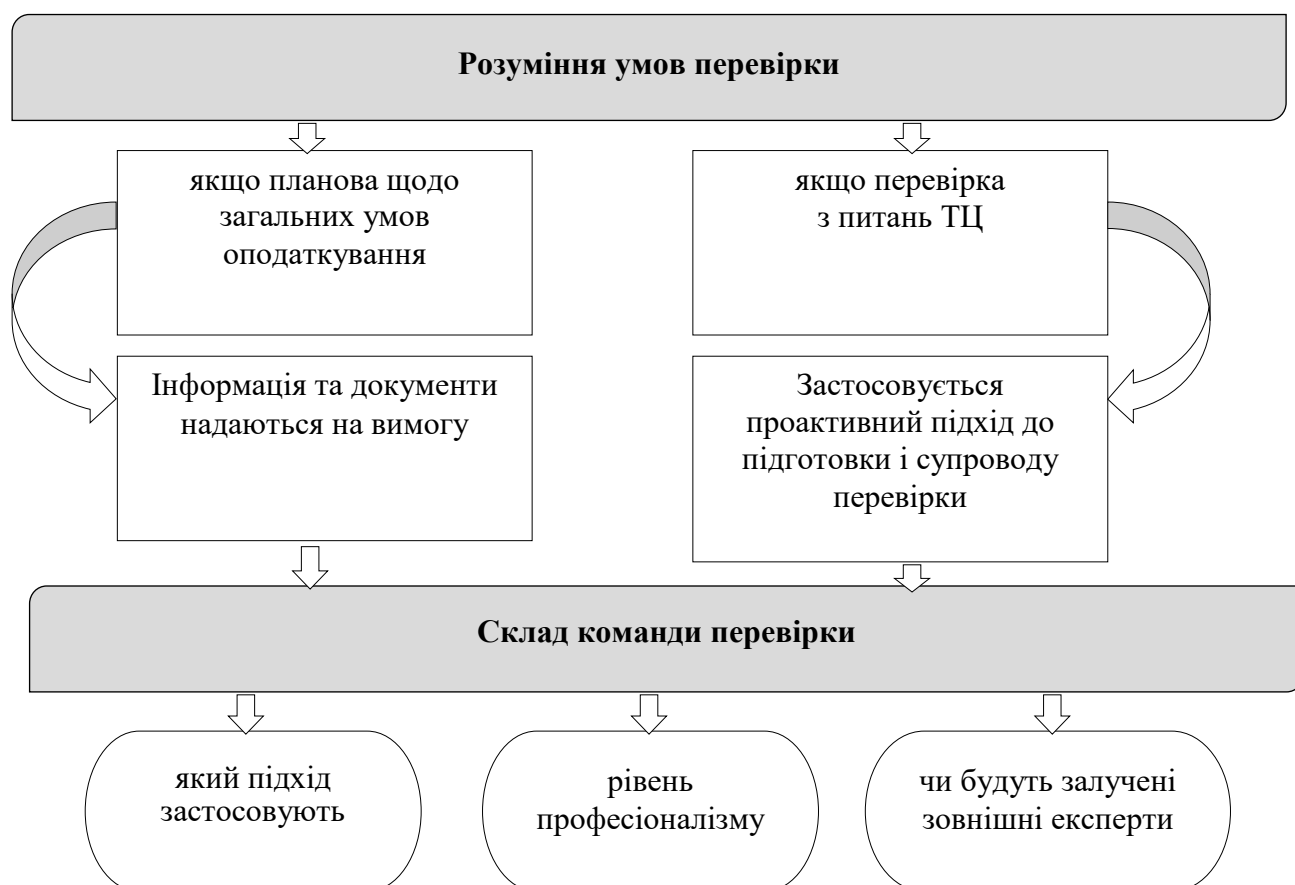 Розуміння умов перевірки
якщо планова щодо
загальних умов
оподаткування
якщо перевірка
з питань ТЦ
Інформація та документи
надаються на вимогу
Застосовується
проактивний підхід до
підготовки і супроводу
перевірки
Склад команди перевірки
який підхід
застосовують
рівень
професіоналізму
чи будуть залучені
зовнішні експерти